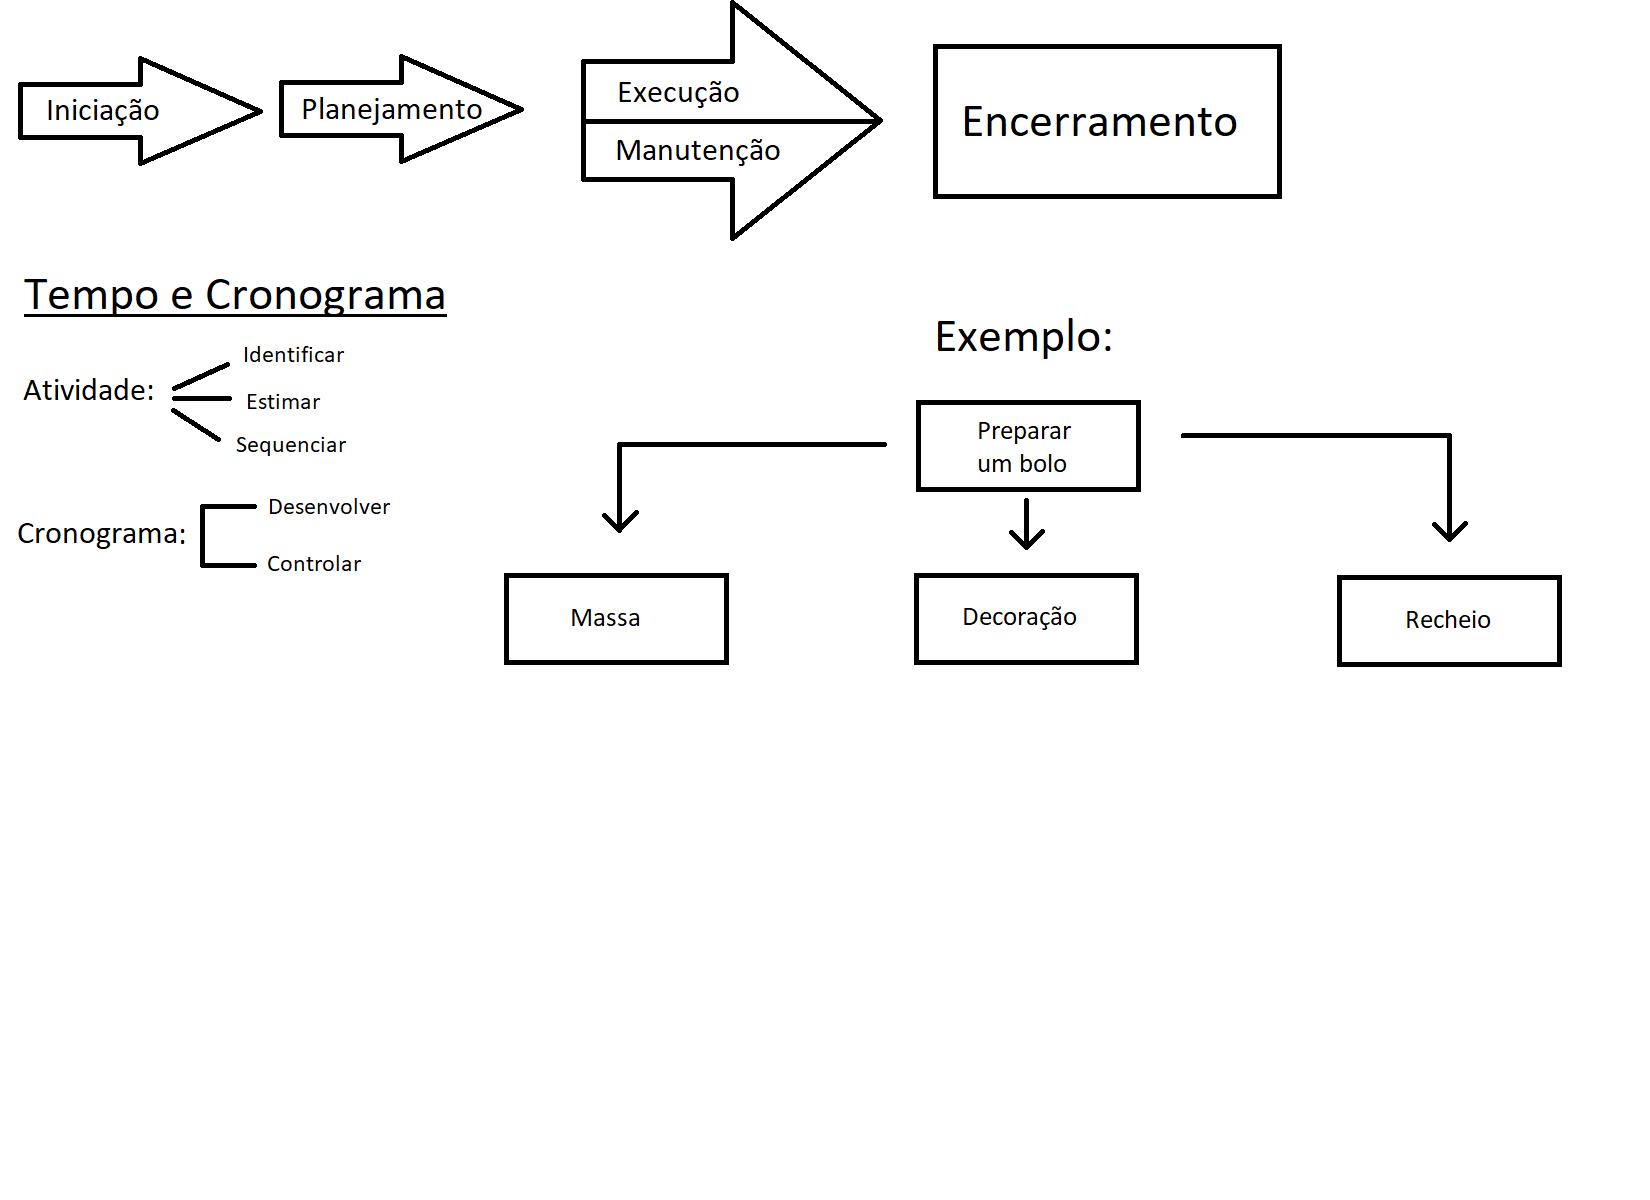 Iniciação
Planejamento
Execução
Manutenção
Encerramento
Tempo e Cronograma
Atividade:
Identificar
Estimar
Sequenciar
Cronograma:
Desenvolver
Controlar
Exemplo:
Preparar
um bolo
Massa
Decoração
Recheio